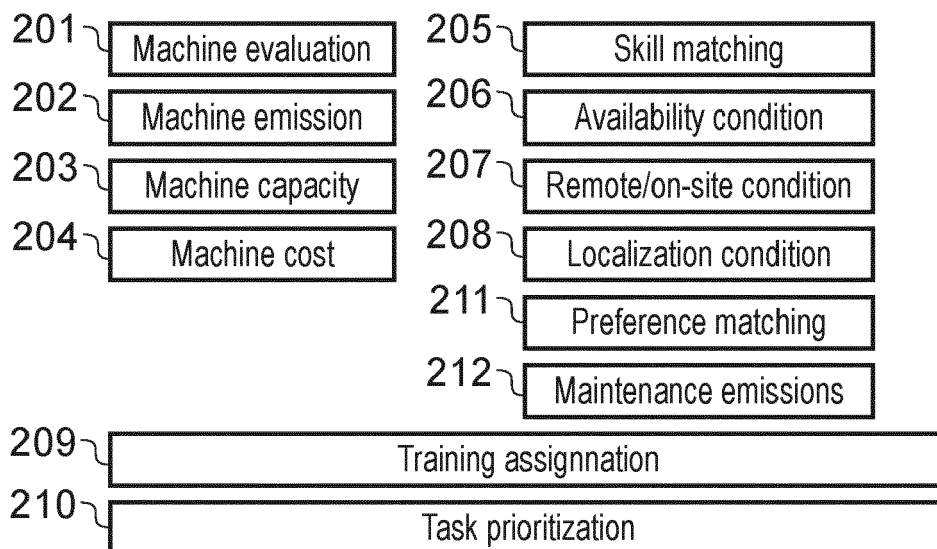 201 Machine evaluation
202 Machine emission
203 Machine capacity
204 Machine cost
205 Skill matching
206 Availability condition
207 Remote/on-site condition
208 Localization condition
211 Preference matching
212 Maintenance emissions
209 Training assignnation
210 Task prioritization